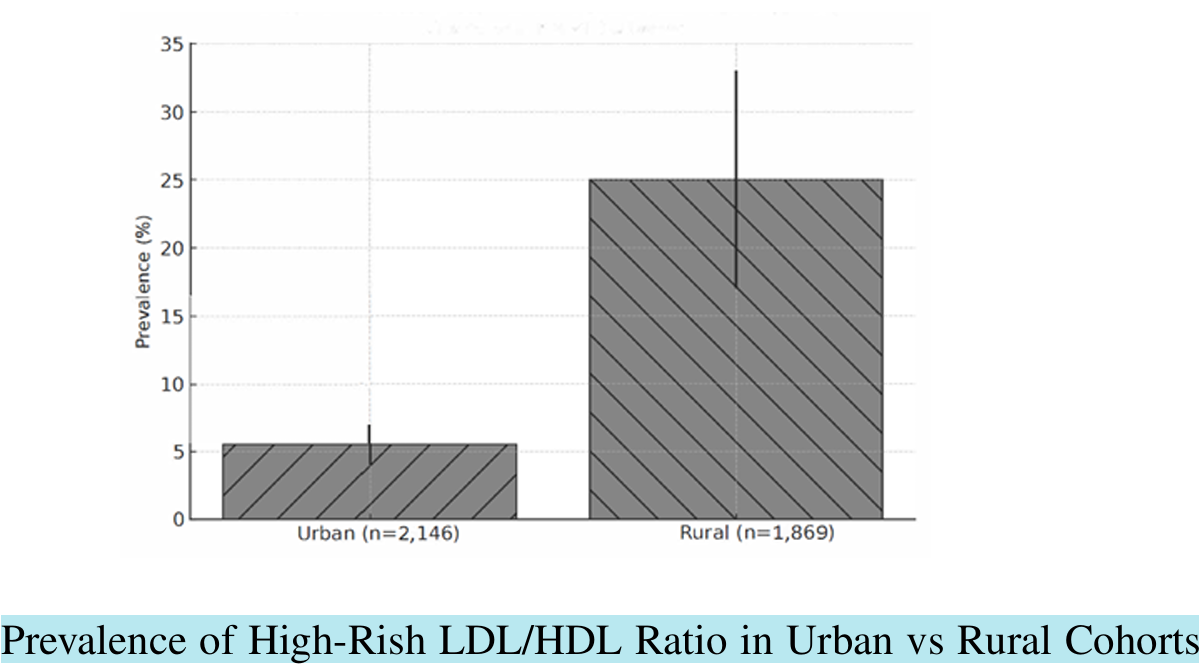 35
30
25
20
15
10
5
0
Prevalence (%)
Urban (n=2,146)
Rural (n=1,869)
Prevalence of High-Rish LDL/HDL Ratio in Urban vs Rural Cohorts